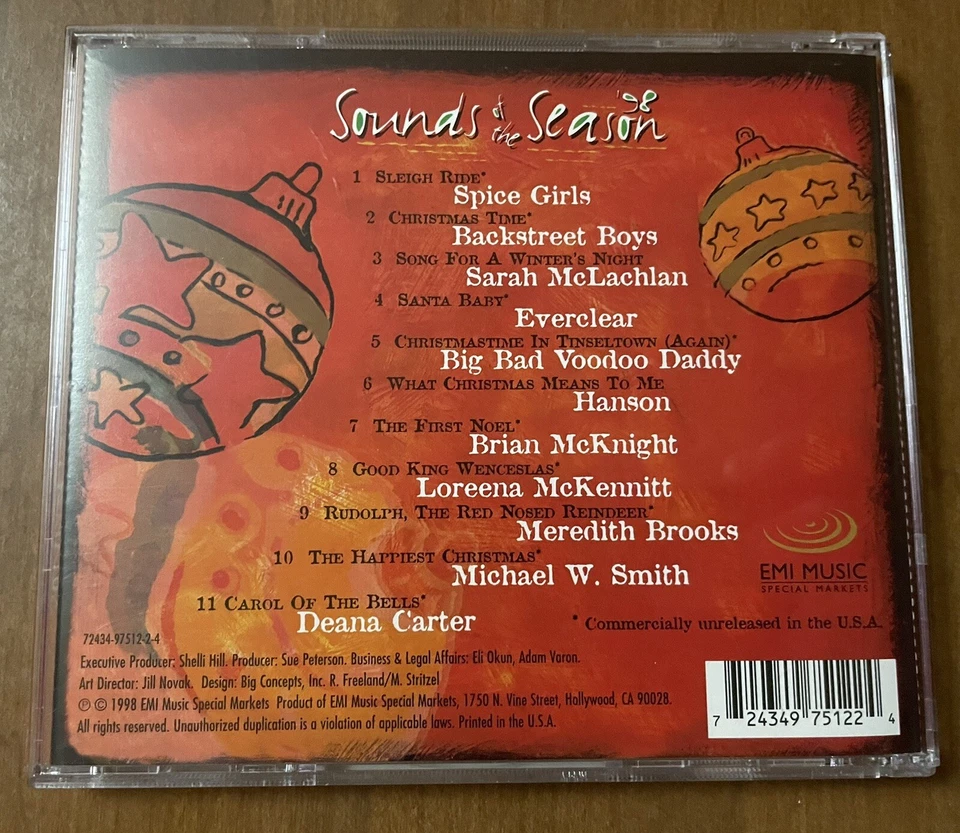 Sounds of the Season
1 Sleigh Ride*
Spice Girls
2 Christmas Time*
Backstreet Boys
3 Song For A Winter's Night
Sarah McLachlan
4 Santa Baby*
Everclear
5 Christmastime In Tinseltown (Again)*
Big Bad Voodoo Daddy
6 What Christmas Means To Me
Hanson
7 The First Noel*
Brian McKnight
8 Good King Wenceslas*
Loreena McKennitt
9 Rudolph, The Red Nosed Reindeer*
Meredith Brooks
10 The Happiest Christmas*
Michael W. Smith
11 Carol Of The Bells*
Deana Carter
EMI MUSIC
SPECIAL MARKETS
* Commercially unreleased in the U.S.A.
72434-97512-2-4
Executive Producer: Shelli Hill. Producer: Sue Peterson. Business & Legal Affairs: Eli Okun, Adam Varon.
Art Director: Jill Novak. Design: Big Concepts, Inc. R. Freeland/M. Stritzel
℗ © 1998 EMI Music Special Markets Product of EMI Music Special Markets, 1750 N. Vine Street, Hollywood, CA 90028.
All rights reserved. Unauthorized duplication is a violation of applicable laws. Printed in the U.S.A.
7 24349 75122 4